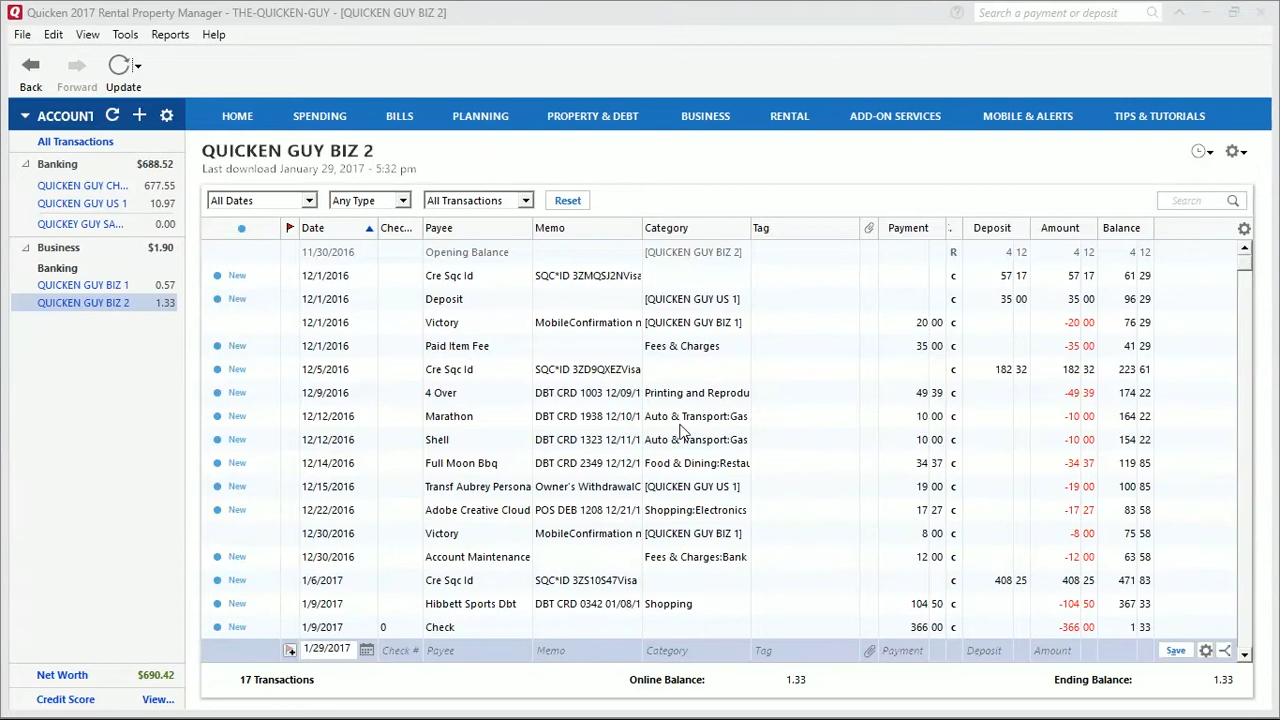 Quicken 2017 Rental Property Manager - THE-QUICKEN-GUY - [QUICKEN GUY BIZ 2]
Search a payment or deposit
File Edit View Tools Reports Help
Back Forward Update
ACCOUNT HOME SPENDING BILLS PLANNING PROPERTY & DEBT BUSINESS RENTAL ADD-ON SERVICES MOBILE & ALERTS TIPS & TUTORIALS
All Transactions
Banking $688.52
QUICKEN GUY CH... 677.55
QUICKEN GUY US 1 10.97
QUICKEY GUY SA... 0.00
Business $1.90
Banking
QUICKEN GUY BIZ 1 0.57
QUICKEN GUY BIZ 2 1.33
Net Worth $690.42
Credit Score View...
QUICKEN GUY BIZ 2
Last download January 29, 2017 - 5:32 pm
All Dates Any Type All Transactions Reset Search
Date Chec... Payee Memo Category Tag Payment . Deposit Amount Balance
11/30/2016 Opening Balance [QUICKEN GUY BIZ 2] R 4 12 4 12 4 12
New 12/1/2016 Cre Sqc Id SQC*ID 3ZMQSJ2NVisa c 57 17 57 17 61 29
New 12/1/2016 Deposit [QUICKEN GUY US 1] c 35 00 35 00 96 29
12/1/2016 Victory MobileConfirmation n [QUICKEN GUY BIZ 1] 20 00 c -20 00 76 29
New 12/1/2016 Paid Item Fee Fees & Charges 35 00 c -35 00 41 29
New 12/5/2016 Cre Sqc Id SQC*ID 3ZD9QXEZVisa c 182 32 182 32 223 61
New 12/9/2016 4 Over DBT CRD 1003 12/09/1 Printing and Reprodu 49 39 c -49 39 174 22
New 12/12/2016 Marathon DBT CRD 1938 12/10/1 Auto & Transport:Gas 10 00 c -10 00 164 22
New 12/12/2016 Shell DBT CRD 1323 12/11/1 Auto & Transport:Gas 10 00 c -10 00 154 22
New 12/14/2016 Full Moon Bbq DBT CRD 2349 12/12/1 Food & Dining:Restau 34 37 c -34 37 119 85
New 12/15/2016 Transf Aubrey Persona Owner's WithdrawalC [QUICKEN GUY US 1] 19 00 c -19 00 100 85
New 12/22/2016 Adobe Creative Cloud POS DEB 1208 12/21/1 Shopping:Electronics 17 27 c -17 27 83 58
12/30/2016 Victory MobileConfirmation n [QUICKEN GUY BIZ 1] 8 00 c -8 00 75 58
New 12/30/2016 Account Maintenance Fees & Charges:Bank 12 00 c -12 00 63 58
New 1/6/2017 Cre Sqc Id SQC*ID 3ZS10S47Visa c 408 25 408 25 471 83
New 1/9/2017 Hibbett Sports Dbt DBT CRD 0342 01/08/1 Shopping 104 50 c -104 50 367 33
New 1/9/2017 0 Check 366 00 c -366 00 1 33
1/29/2017 Check # Payee Memo Category Tag Payment Deposit Amount Save
17 Transactions Online Balance: 1.33 Ending Balance: 1.33